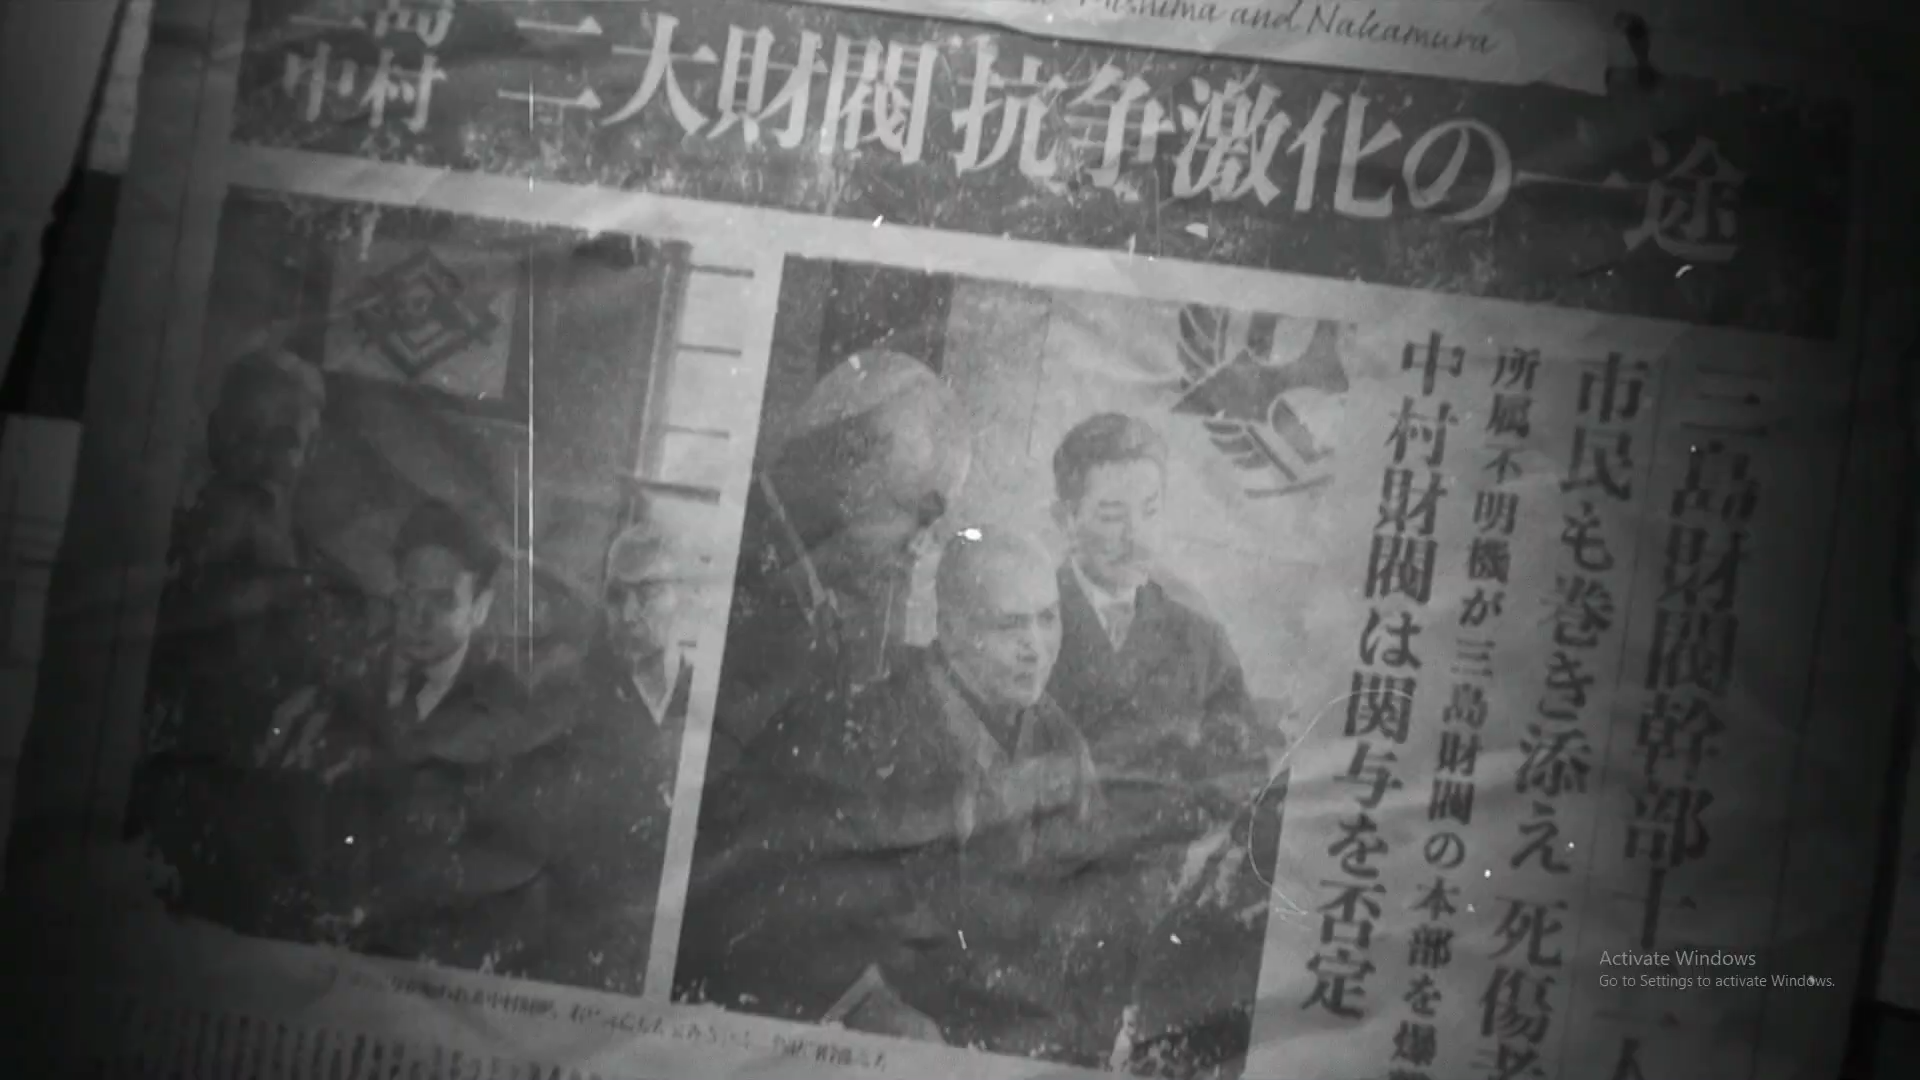 Mishima and Nakamura
三島
中村
二大財閥抗争激化の一途
三島財閥幹部十一人
市民も巻き添え 死傷者
所属不明機が三島財閥の本部を爆
中村財閥は関与を否定
Activate Windows
Go to Settings to activate Windows.